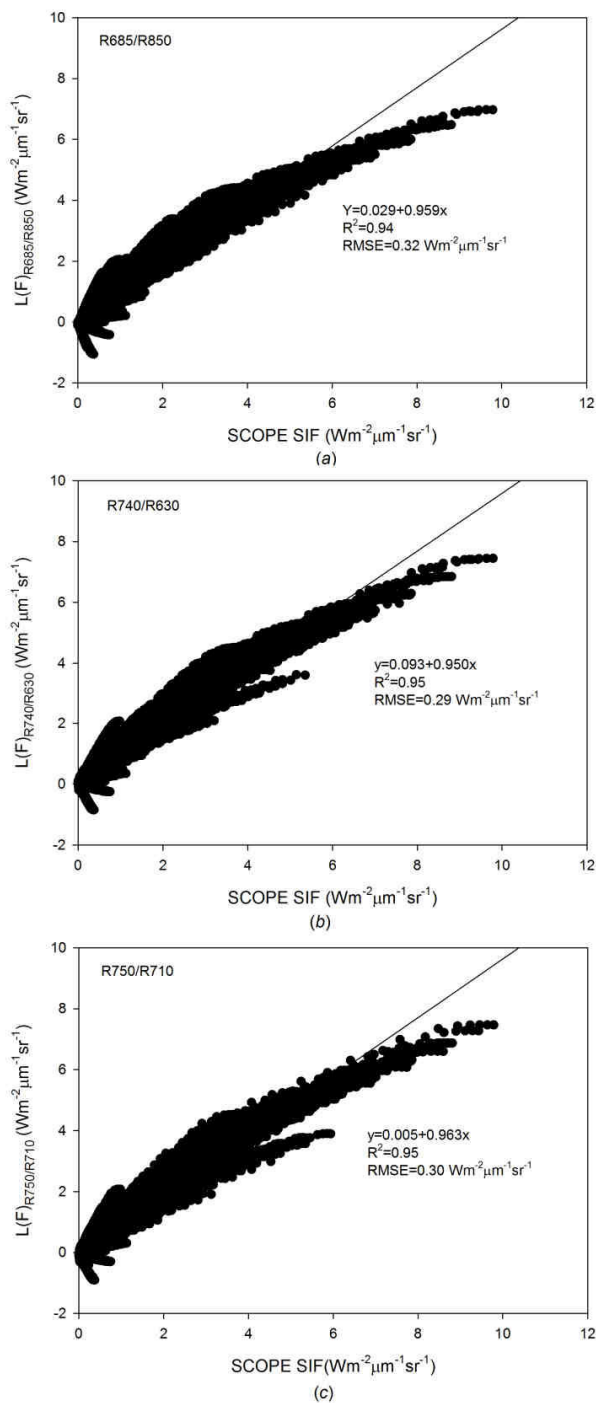 R685/R850
10
8
6
4
2
0
-2
L(F)R685/R850 (Wm-2µm-1sr-1)
Y=0.029+0.959x
R2=0.94
RMSE=0.32 Wm-2µm-1sr-1
0 2 4 6 8 10 12
SCOPE SIF (Wm-2µm-1sr-1)
(a)
R740/R630
10
8
6
4
2
0
-2
L(F)R740/R630 (Wm-2µm-1sr-1)
y=0.093+0.950x
R2=0.95
RMSE=0.29 Wm-2µm-1sr-1
0 2 4 6 8 10 12
SCOPE SIF (Wm-2µm-1sr-1)
(b)
R750/R710
10
8
6
4
2
0
-2
L(F)R750/R710 (Wm-2µm-1sr-1)
y=0.005+0.963x
R2=0.95
RMSE=0.30 Wm-2µm-1sr-1
0 2 4 6 8 10 12
SCOPE SIF(Wm-2µm-1sr-1)
(c)